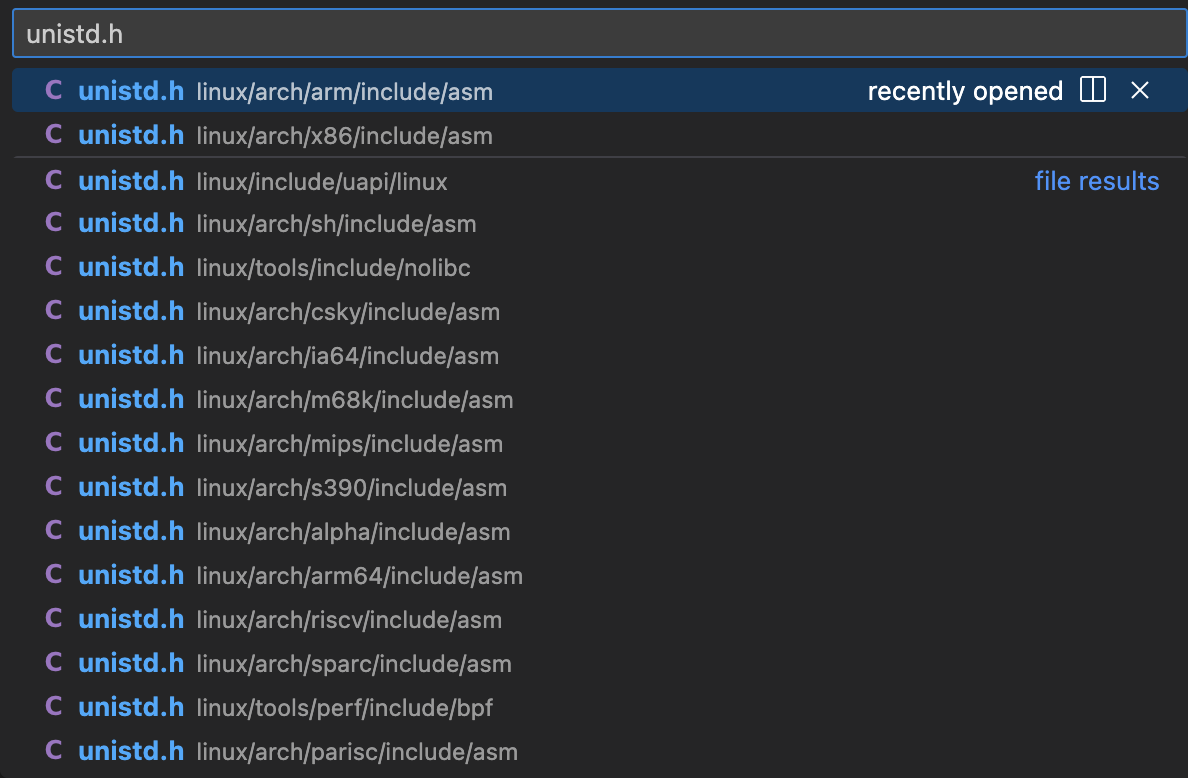 unistd.h
C unistd.h linux/arch/arm/include/asm recently opened
C unistd.h linux/arch/x86/include/asm
C unistd.h linux/include/uapi/linux file results
C unistd.h linux/arch/sh/include/asm
C unistd.h linux/tools/include/nolibc
C unistd.h linux/arch/csky/include/asm
C unistd.h linux/arch/ia64/include/asm
C unistd.h linux/arch/m68k/include/asm
C unistd.h linux/arch/mips/include/asm
C unistd.h linux/arch/s390/include/asm
C unistd.h linux/arch/alpha/include/asm
C unistd.h linux/arch/arm64/include/asm
C unistd.h linux/arch/riscv/include/asm
C unistd.h linux/arch/sparc/include/asm
C unistd.h linux/tools/perf/include/bpf
C unistd.h linux/arch/parisc/include/asm